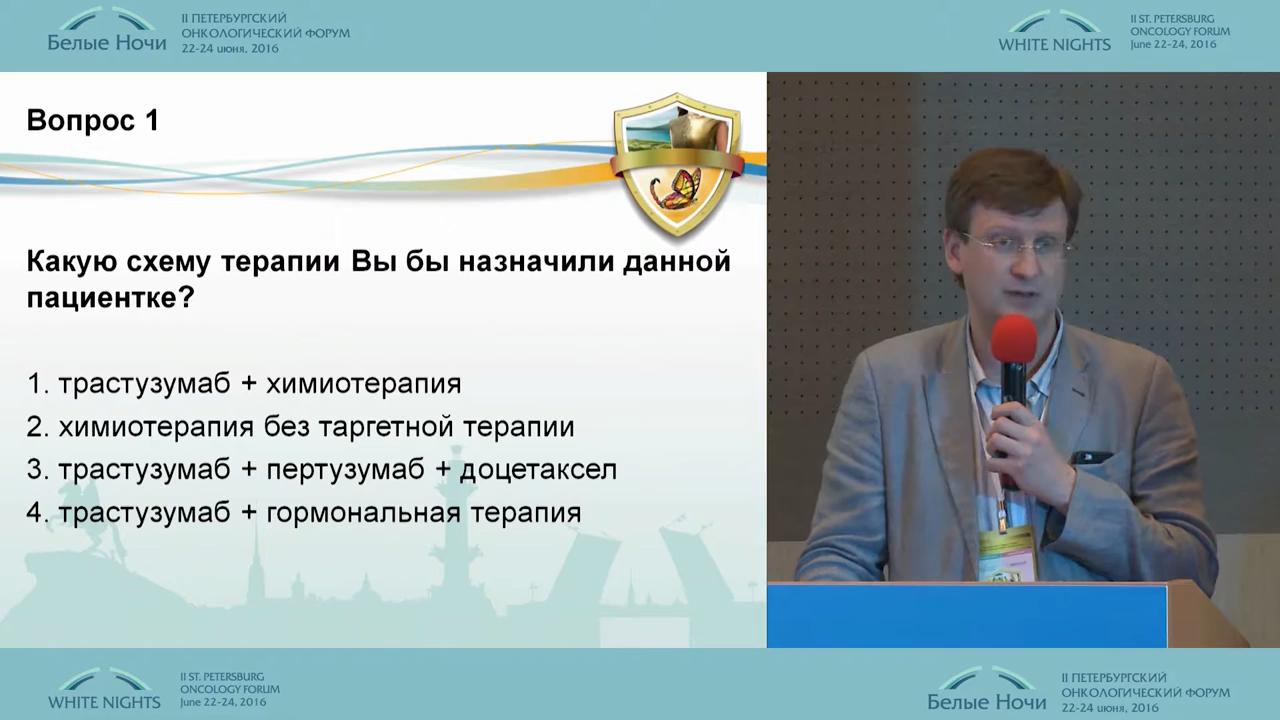 Белые Ночи
II ПЕТЕРБУРГСКИЙ
ОНКОЛОГИЧЕСКИЙ ФОРУМ
22-24 июня, 2016
WHITE NIGHTS
II ST. PETERSBURG
ONCOLOGY FORUM
June 22-24, 2016
Вопрос 1
Какую схему терапии Вы бы назначили данной
пациентке?
1. трастузумаб + химиотерапия
2. химиотерапия без таргетной терапии
3. трастузумаб + пертузумаб + доцетаксел
4. трастузумаб + гормональная терапия
WHITE NIGHTS
II ST. PETERSBURG
ONCOLOGY FORUM
June 22-24, 2016
Белые Ночи
II ПЕТЕРБУРГСКИЙ
ОНКОЛОГИЧЕСКИЙ ФОРУМ
22-24 июня, 2016